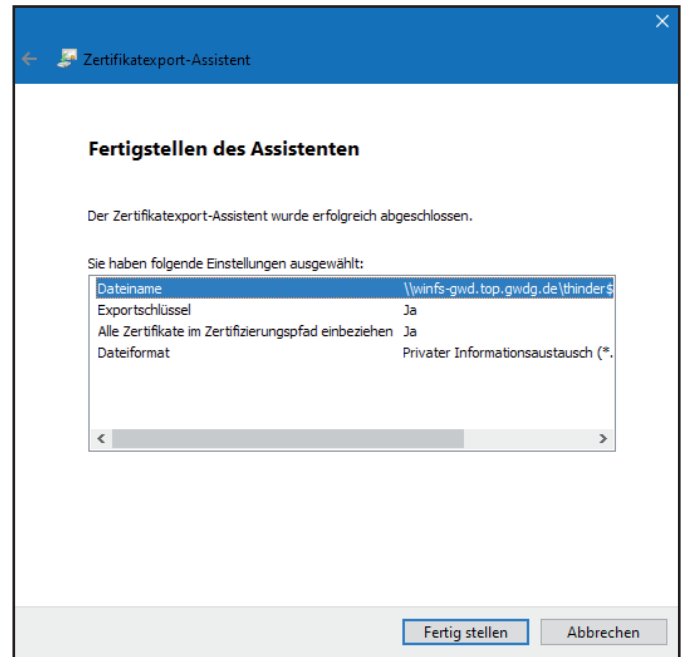 Zertifikatexport-Assistent
Fertigstellen des Assistenten
Der Zertifikatexport-Assistent wurde erfolgreich abgeschlossen.
Sie haben folgende Einstellungen ausgewählt:
Dateiname \\winfs-gwd.top.gwdg.de\thinder$
Exportschlüssel Ja
Alle Zertifikate im Zertifizierungspfad einbeziehen Ja
Dateiformat Privater Informationsaustausch (*.
Fertig stellen Abbrechen